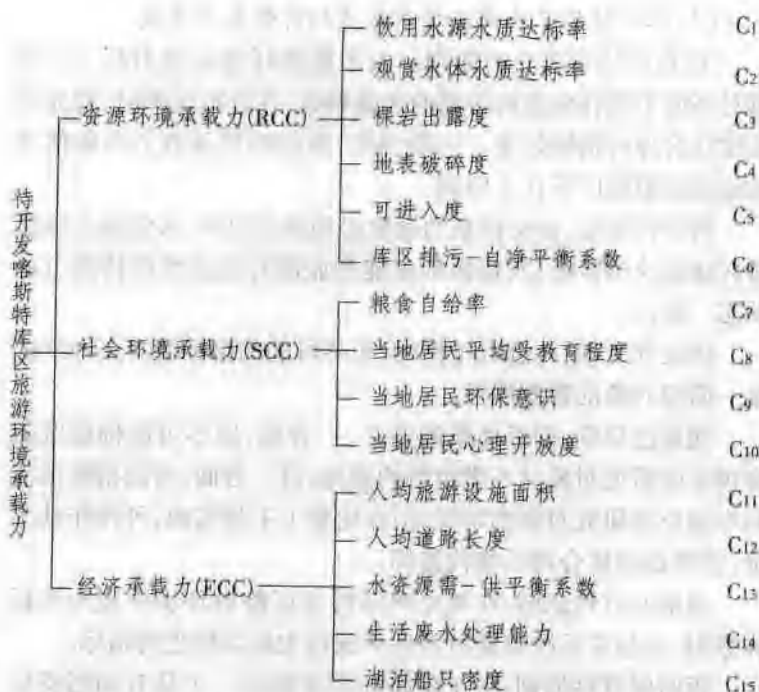 待开发喀斯特库区旅游环境承载力
资源环境承载力(RCC)
饮用水源水质达标率 C1
观赏水体水质达标率 C2
裸岩出露度 C3
地表破碎度 C4
可进入度 C5
库区排污-自净平衡系数 C6
社会环境承载力(SCC)
粮食自给率 C7
当地居民平均受教育程度 C8
当地居民环保意识 C9
当地居民心理开放度 C10
经济承载力(ECC)
人均旅游设施面积 C11
人均道路长度 C12
水资源需-供平衡系数 C13
生活废水处理能力 C14
湖泊船只密度 C15